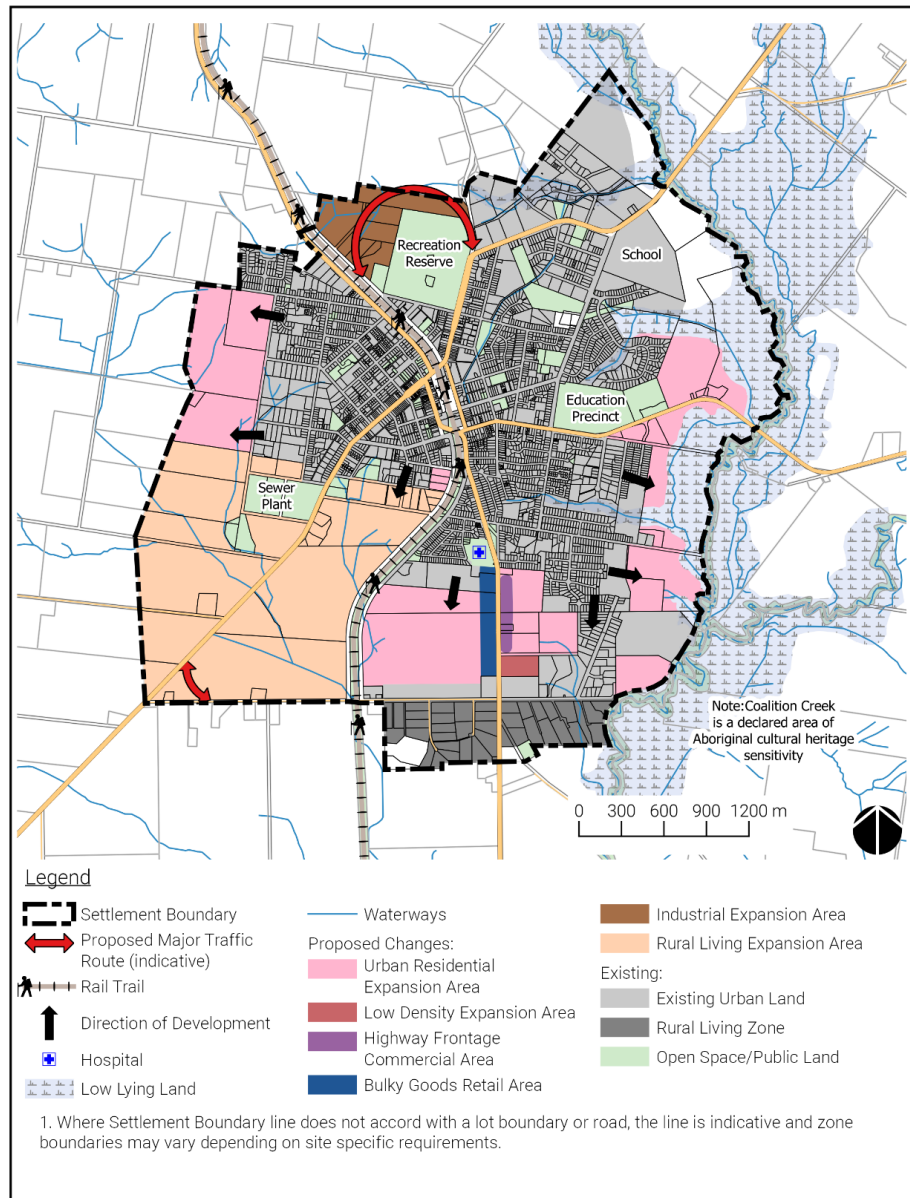 Recreation
Reserve
School
Education
Precinct
Sewer
Plant
Note:Coalition Creek
is a declared area of
Aboriginal cultural heritage
sensitivity
0 300 600 900 1200 m
Legend
Settlement Boundary
Proposed Major Traffic
Route (indicative)
Rail Trail
Direction of Development
Hospital
Low Lying Land
Waterways
Proposed Changes:
Urban Residential
Expansion Area
Low Density Expansion Area
Highway Frontage
Commercial Area
Bulky Goods Retail Area
Industrial Expansion Area
Rural Living Expansion Area
Existing:
Existing Urban Land
Rural Living Zone
Open Space/Public Land
1. Where Settlement Boundary line does not accord with a lot boundary or road, the line is indicative and zone
boundaries may vary depending on site specific requirements.